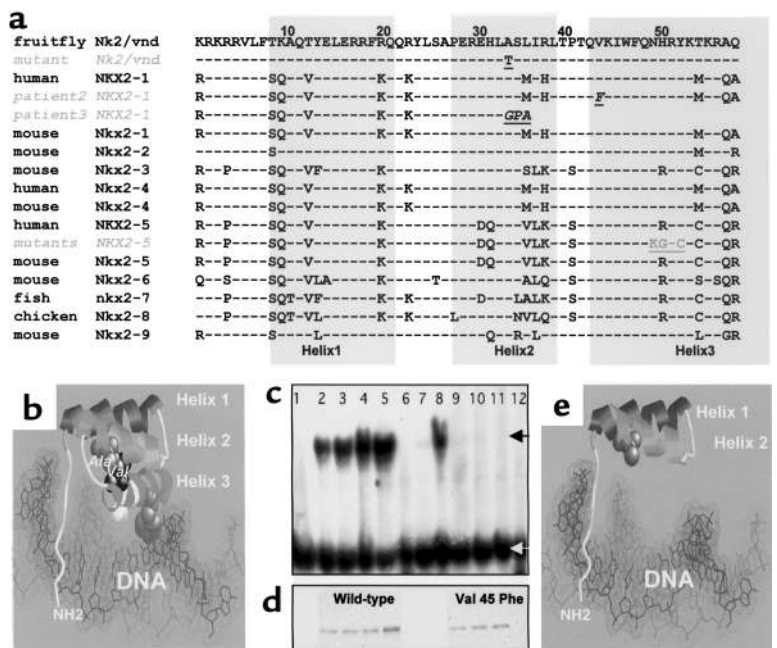 a
10 20 30 40 50
fruitfly Nk2/vnd KRKRRVLFTKAQTYELERRFRQQRYLSAPEREHLASLIRLTPTQVKIWFQNHRYKTKRAQ
mutant Nk2/vnd ----------------------------------T-------------------------
human NKX2-1 R-------SQ--V-------K--K------------M-H----------------M--QA
patient2 NKX2-1 R-------SQ--V-------K--K------------M-H-----F----------M--QA
patient3 NKX2-1 ----------------------------------GPA-----------------------
mouse Nkx2-1 R-------SQ--V-------K--K------------M-H----------------M--QA
mouse Nkx2-2 --------S----------------------------------------------M---R
mouse Nkx2-3 R--R----SQ--VF------K---------------SLK--S---------R---C--QR
human Nkx2-4 R-------SQ--V-------K--K------------M-H----------------M--QA
mouse Nkx2-4 R-------SQ--V-------K--K------------M-H----------------M--QA
human NKX2-5 R--R----SQ--V-------K----------DQ---VLK--S---------R---C--QR
mutants NKX2-5 R--R----SQ--V-------K----------DQ---VLK--S--------KG-C-C--QR
mouse Nkx2-5 R--R----SQ--V-------K----------DQ---VLK--S---------R---C--QR
mouse Nkx2-6 Q--S----SQ--VLA-----K-----T---------ALQ--S---------R---S-SQR
fish nkx2-7 ---R----SQT-VF------K--K-------D---LALK--S---------R---C--QR
chicken Nkx2-8 R--R----SQT-VL------K--K----L------NVLQ--S---------R---C--QR
mouse Nkx2-9 R-------S----L------------------H--R-L-----------------L--GR
Helix1 Helix2 Helix3
b
Helix 1
Helix 2
Helix 3
Ala
Val
DNA
NH2
c
1 2 3 4 5 6 7 8 9 10 11 12
d
Wild-type Val 45 Phe
e
Helix 1
Helix 2
DNA
NH2